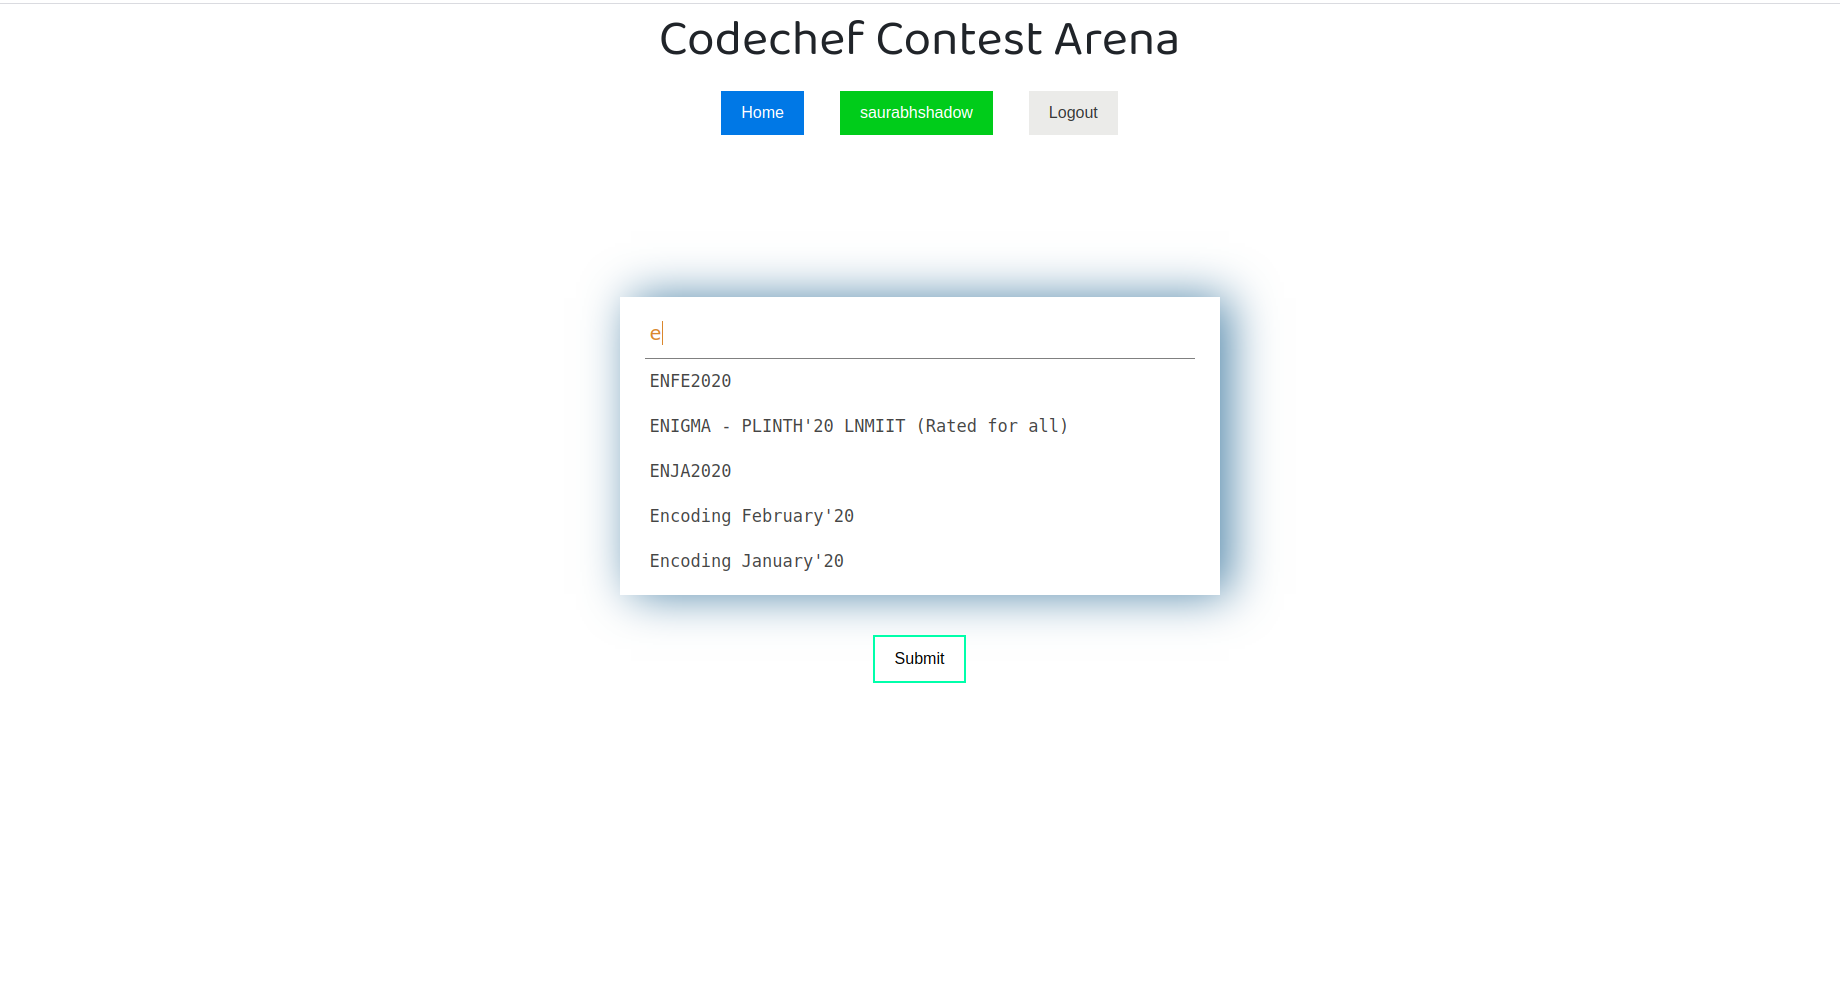 Codechef Contest Arena
Home saurabhshadow Logout
e
ENFE2020
ENIGMA - PLINTH'20 LNMIIT (Rated for all)
ENJA2020
Encoding February'20
Encoding January'20
Submit